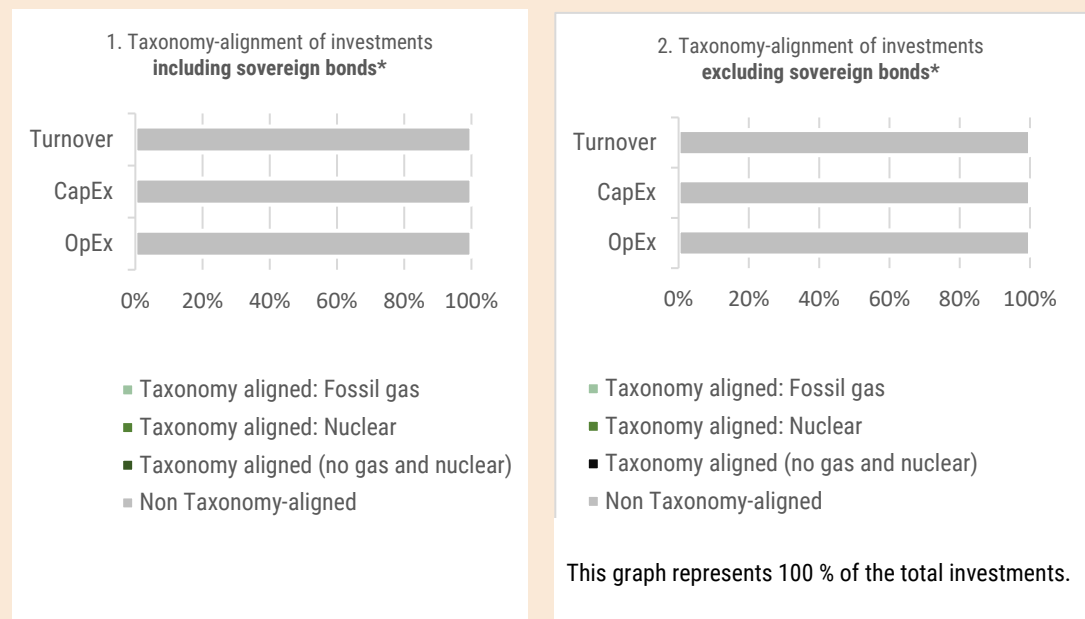 1. Taxonomy-alignment of investments
including sovereign bonds*
Turnover
CapEx
OpEx
0% 20% 40% 60% 80% 100%
Taxonomy aligned: Fossil gas
Taxonomy aligned: Nuclear
Taxonomy aligned (no gas and nuclear)
Non Taxonomy-aligned
2. Taxonomy-alignment of investments
excluding sovereign bonds*
Turnover
CapEx
OpEx
0% 20% 40% 60% 80% 100%
Taxonomy aligned: Fossil gas
Taxonomy aligned: Nuclear
Taxonomy aligned (no gas and nuclear)
Non Taxonomy-aligned
This graph represents 100 % of the total investments.